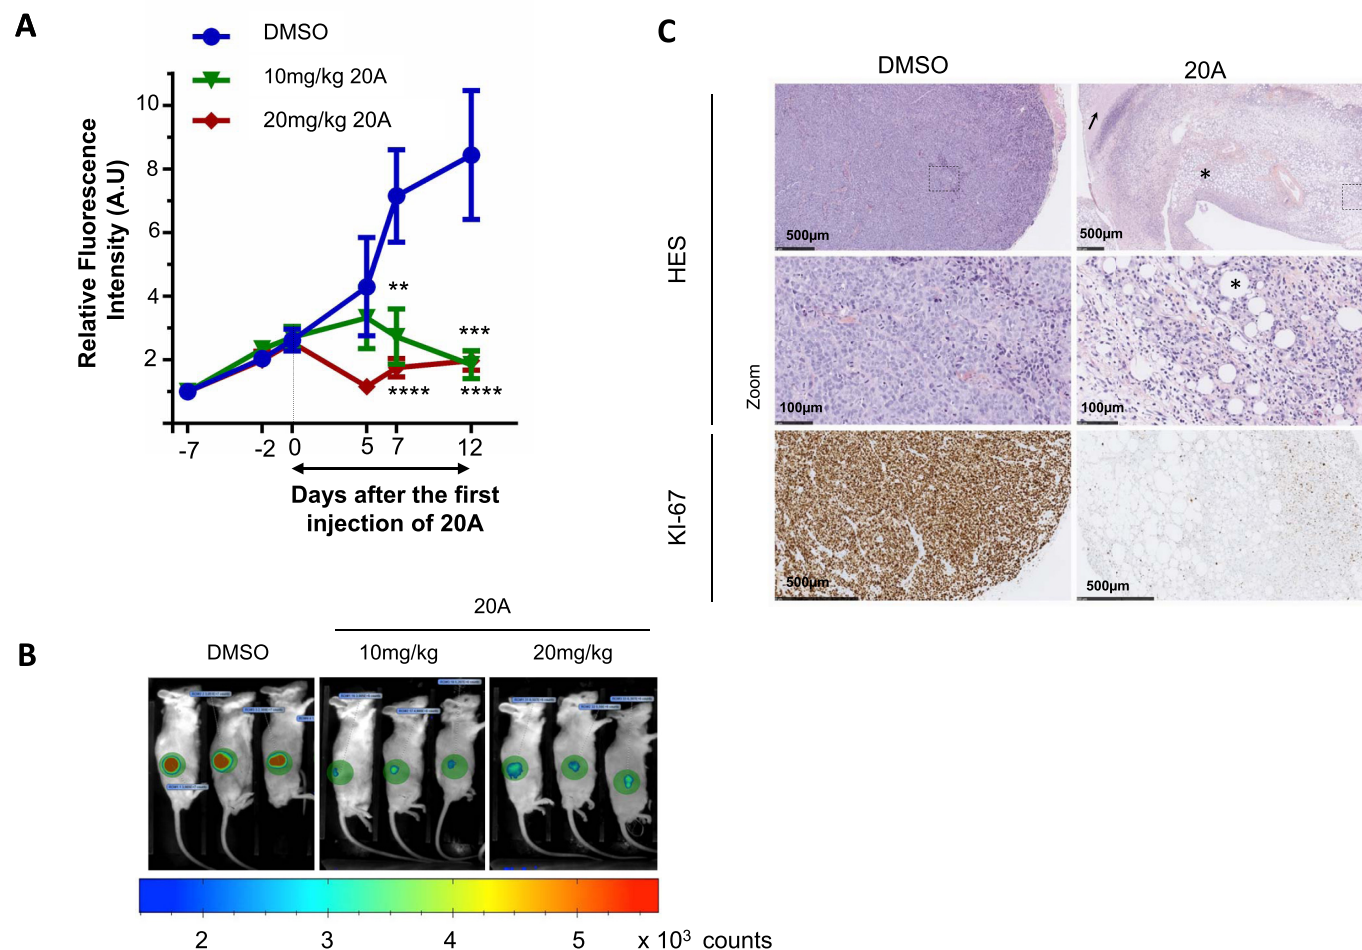 A
DMSO
10mg/kg 20A
20mg/kg 20A
Relative Fluorescence
Intensity (A.U)
10
8
6
4
2
**
***
****
****
-7
-2
0
5
7
12
Days after the first
injection of 20A
B
20A
DMSO
10mg/kg
20mg/kg
2
3
4
5
x 10³ counts
C
DMSO
20A
HES
Zoom
KI-67
500µm
500µm
*
100µm
100µm
*
500µm
500µm